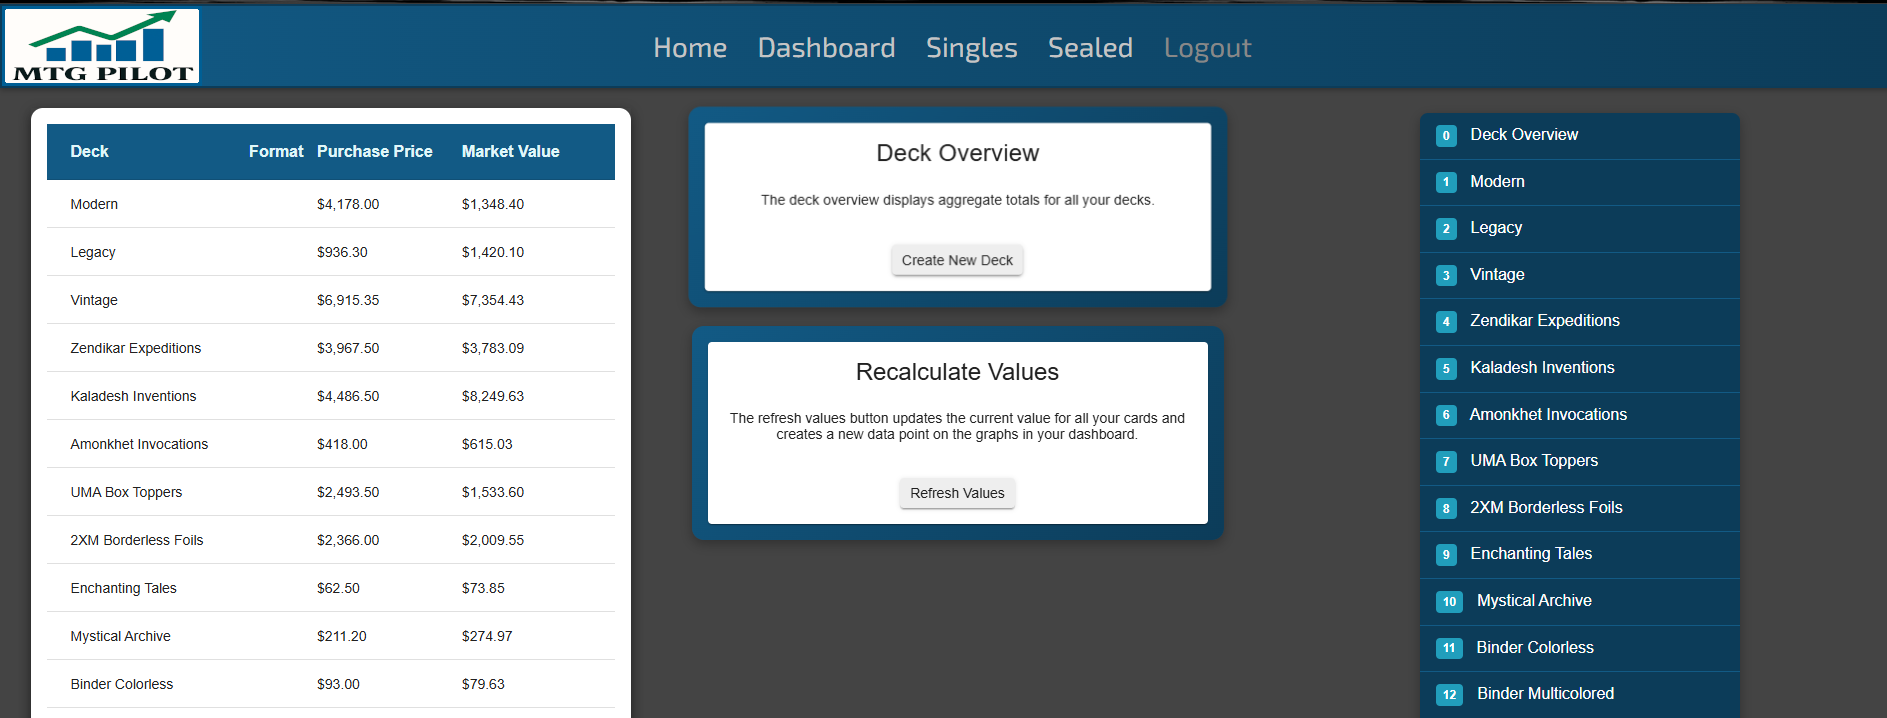 MTG PILOT
Home Dashboard Singles Sealed Logout
Deck Format Purchase Price Market Value
Modern $4,178.00 $1,348.40
Legacy $936.30 $1,420.10
Vintage $6,915.35 $7,354.43
Zendikar Expeditions $3,967.50 $3,783.09
Kaladesh Inventions $4,486.50 $8,249.63
Amonkhet Invocations $418.00 $615.03
UMA Box Toppers $2,493.50 $1,533.60
2XM Borderless Foils $2,366.00 $2,009.55
Enchanting Tales $62.50 $73.85
Mystical Archive $211.20 $274.97
Binder Colorless $93.00 $79.63
Deck Overview
The deck overview displays aggregate totals for all your decks.
Create New Deck
Recalculate Values
The refresh values button updates the current value for all your cards and
creates a new data point on the graphs in your dashboard.
Refresh Values
0 Deck Overview
1 Modern
2 Legacy
3 Vintage
4 Zendikar Expeditions
5 Kaladesh Inventions
6 Amonkhet Invocations
7 UMA Box Toppers
8 2XM Borderless Foils
9 Enchanting Tales
10 Mystical Archive
11 Binder Colorless
12 Binder Multicolored